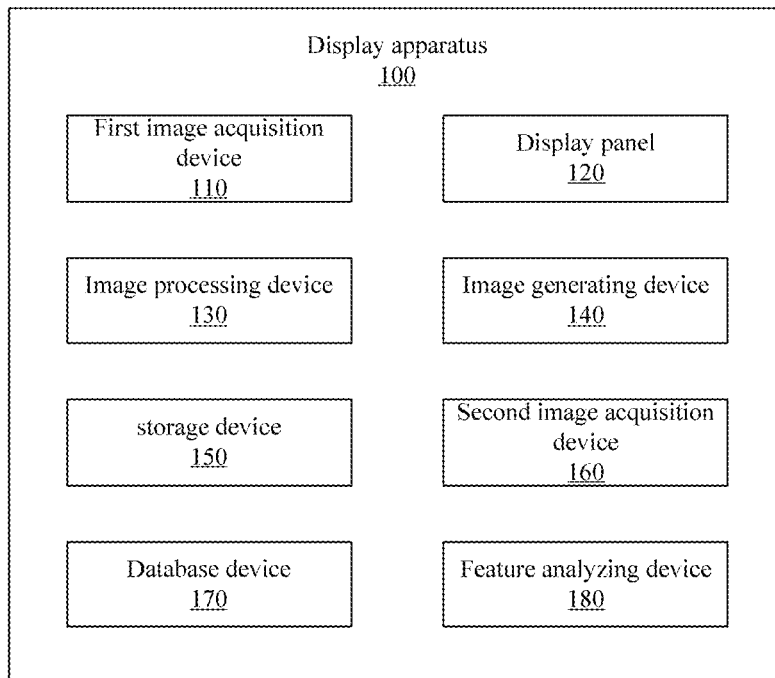 Display apparatus
100
First image acquisition
device
110
Display panel
120
Image processing device
130
Image generating device
140
storage device
150
Second image acquisition
device
160
Database device
170
Feature analyzing device
180